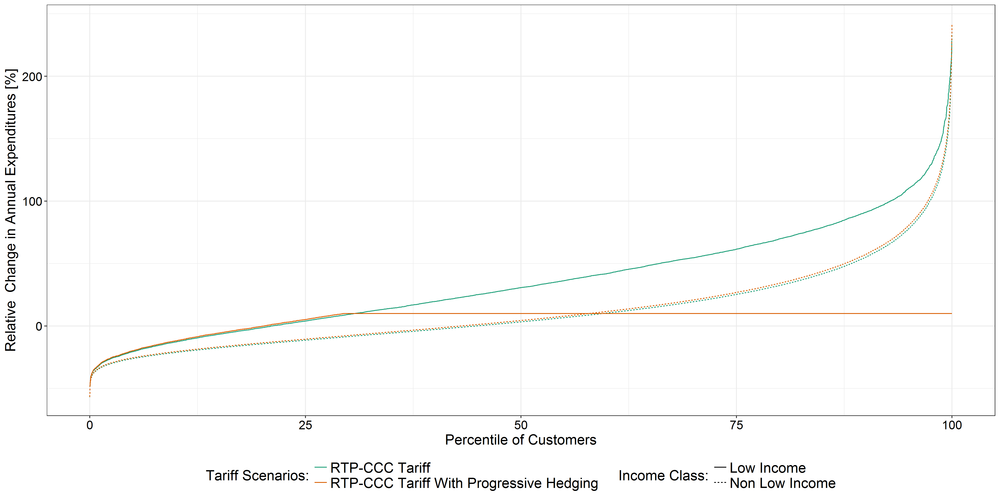 Relative Change in Annual Expenditures [%]
200
100
0
0 25 50 75 100
Percentile of Customers
Tariff Scenarios:
RTP-CCC Tariff
RTP-CCC Tariff With Progressive Hedging
Income Class:
Low Income
Non Low Income